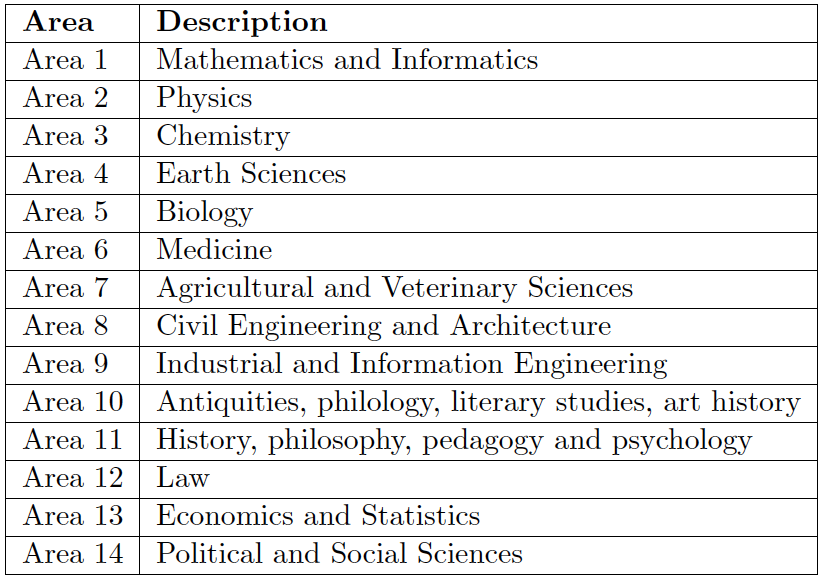 Area Description
Area 1 Mathematics and Informatics
Area 2 Physics
Area 3 Chemistry
Area 4 Earth Sciences
Area 5 Biology
Area 6 Medicine
Area 7 Agricultural and Veterinary Sciences
Area 8 Civil Engineering and Architecture
Area 9 Industrial and Information Engineering
Area 10 Antiquities, philology, literary studies, art history
Area 11 History, philosophy, pedagogy and psychology
Area 12 Law
Area 13 Economics and Statistics
Area 14 Political and Social Sciences